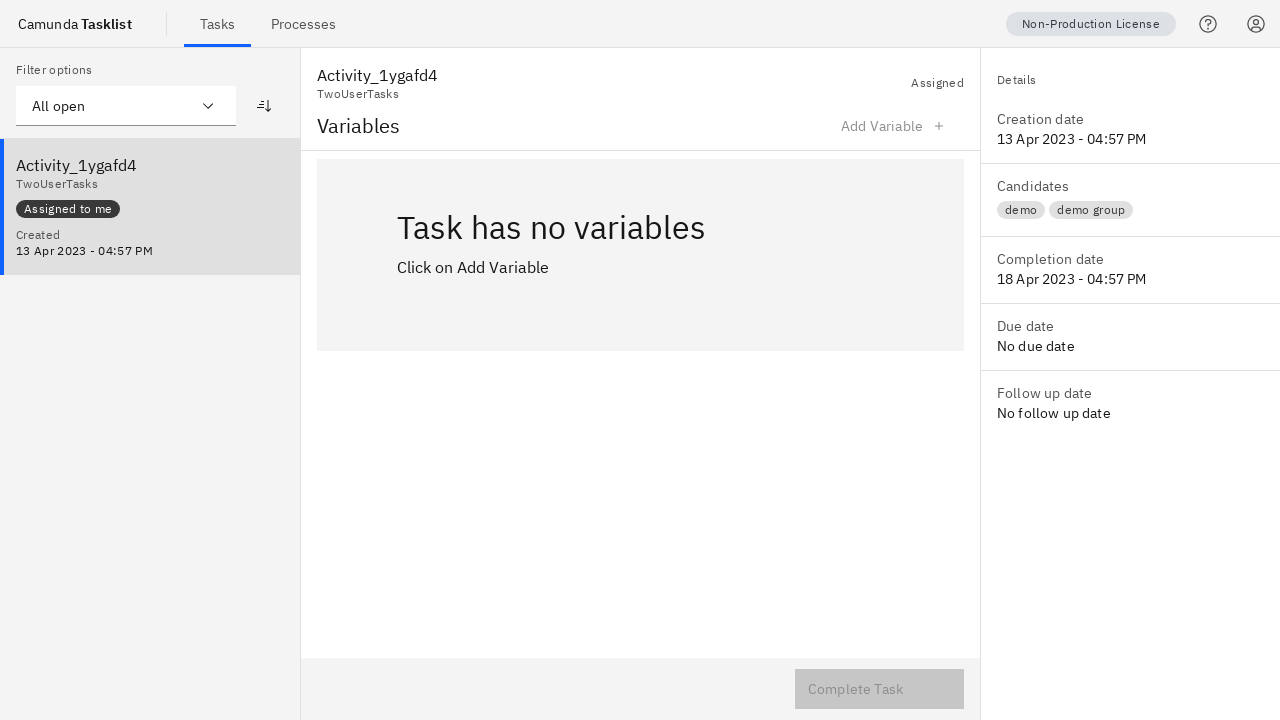 Camunda Tasklist
Tasks
Processes
Non-Production License
Filter options
All open
Activity_1ygafd4
TwoUserTasks
Assigned to me
Created
13 Apr 2023 - 04:57 PM
Activity_1ygafd4
TwoUserTasks
Assigned
Variables
Add Variable
Task has no variables
Click on Add Variable
Complete Task
Details
Creation date
13 Apr 2023 - 04:57 PM
Candidates
demo demo group
Completion date
18 Apr 2023 - 04:57 PM
Due date
No due date
Follow up date
No follow up date